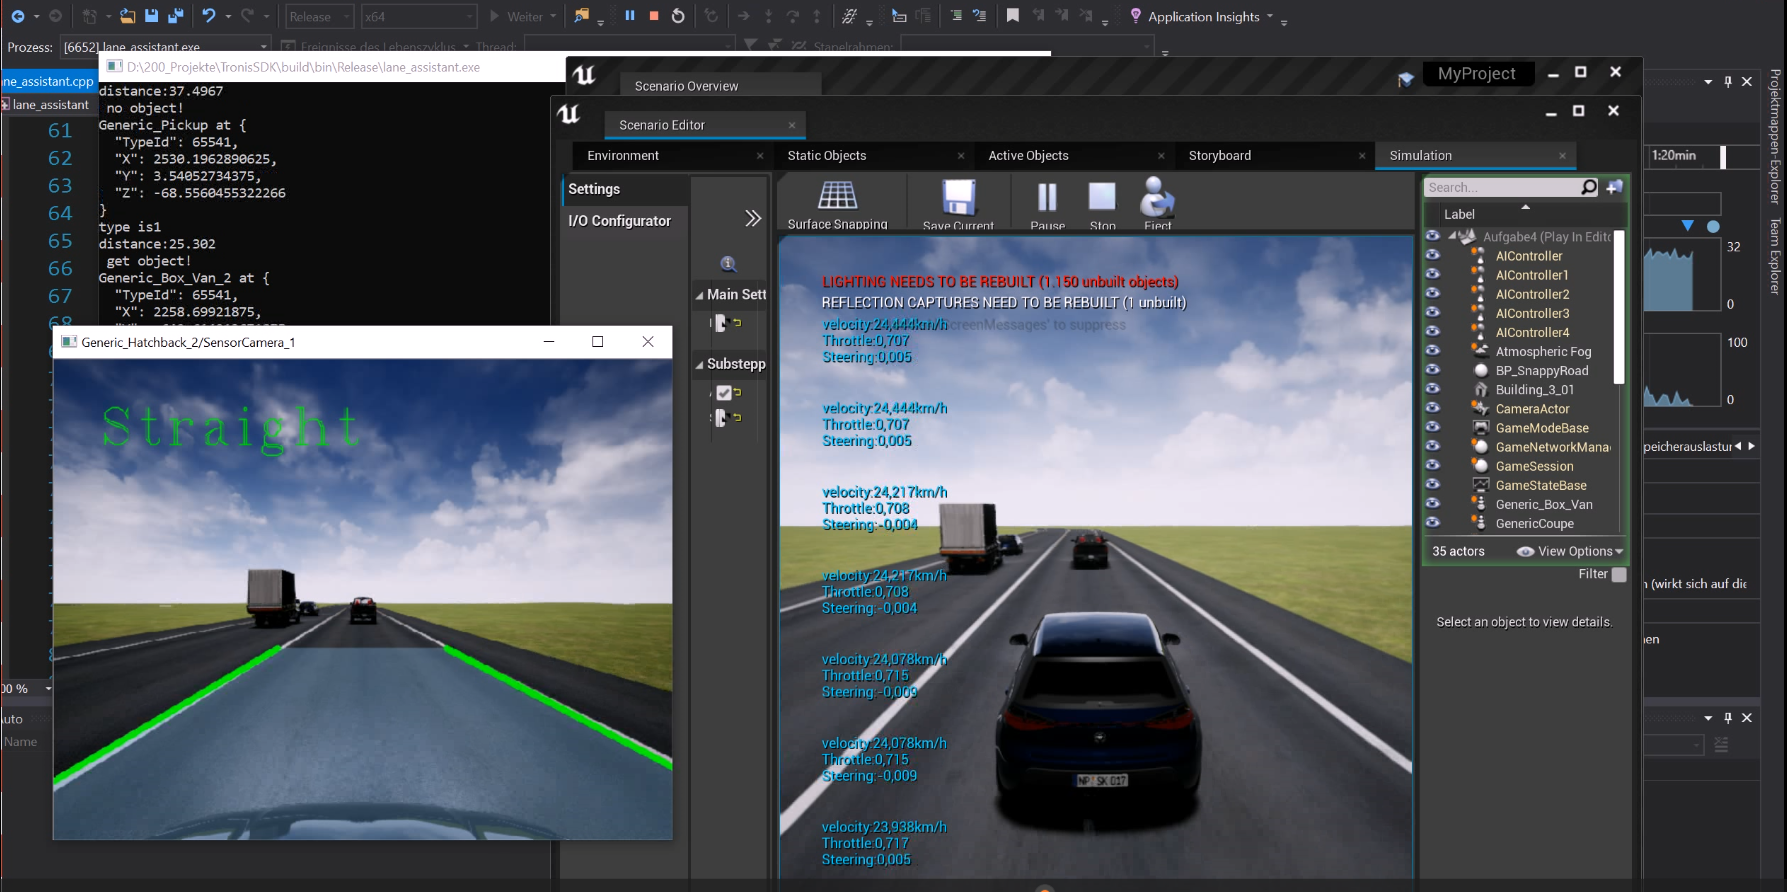 Release
x64
Weiter
Application Insights
Prozess:
[6652] lane_assistant.exe
Ereignisse des Lebenszyklus
Thread:
Stapelrahmen:
ne_assistant.cpp
lane_assistant
61
62
63
64
65
66
67
68
D:\200_Projekte\TronisSDK\build\bin\Release\lane_assistant.exe
distance:37.4967
no object!
Generic_Pickup at {
"TypeId": 65541,
"X": 2530.1962890625,
"Y": 3.54052734375,
"Z": -68.5560455322266
}
type is1
distance:25.302
get object!
Generic_Box_Van_2 at {
"TypeId": 65541,
"X": 2258.69921875,
Generic_Hatchback_2/SensorCamera_1
Straight
00 %
Auto
Name
Scenario Overview
MyProject
Scenario Editor
Environment
Static Objects
Active Objects
Storyboard
Simulation
Settings
I/O Configurator
Main Sett
Substepp
Surface Snapping
Save Current
Pause
Stop
Eject
LIGHTING NEEDS TO BE REBUILT (1.150 unbuilt objects)
REFLECTION CAPTURES NEED TO BE REBUILT (1 unbuilt)
ScreenMessages' to suppress
velocity:24,444km/h
Throttle:0,707
Steering:0,005
velocity:24,444km/h
Throttle:0,707
Steering:0,005
velocity:24,217km/h
Throttle:0,708
Steering:-0,004
velocity:24,217km/h
Throttle:0,708
Steering:-0,004
velocity:24,078km/h
Throttle:0,715
Steering:-0,009
velocity:24,078km/h
Throttle:0,715
Steering:-0,009
velocity:23,938km/h
Throttle:0,717
Steering:0,005
NP SK 017
Search...
Label
Aufgabe4 (Play In Edito
AIController
AIController1
AIController2
AIController3
AIController4
Atmospheric Fog
BP_SnappyRoad
Building_3_01
CameraActor
GameModeBase
GameNetworkMana
GameSession
GameStateBase
Generic_Box_Van
GenericCoupe
35 actors
View Options
Filter
Select an object to view details.
1:20min
32
0
100
0
peicherauslastur
n (wirkt sich auf die
nen
Projektmappen-Explorer
Team Explorer